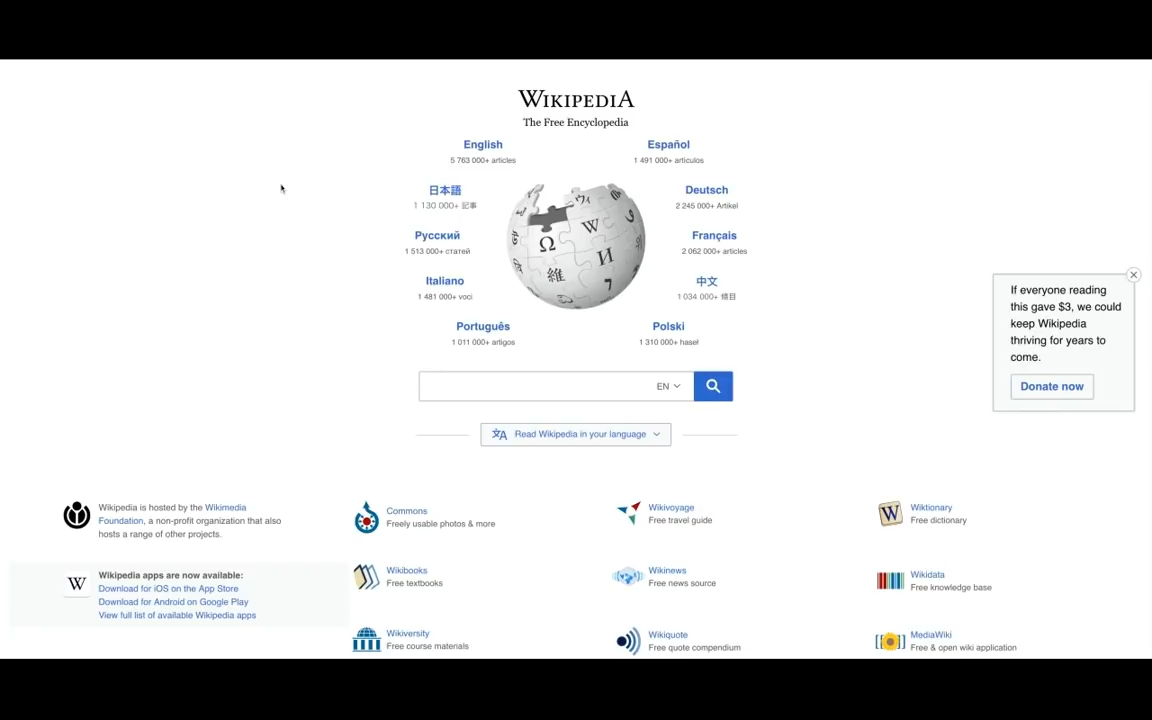 WIKIPEDIA
The Free Encyclopedia
English
5 763 000+ articles
Español
1 491 000+ artículos
日本語
1 130 000+ 記事
Deutsch
2 245 000+ Artikel
Русский
1 513 000+ статей
Français
2 062 000+ articles
Italiano
1 481 000+ voci
中文
1 034 000+ 條目
Português
1 011 000+ artigos
Polski
1 310 000+ haseł
Ω
W
И
維
ウィ
7
If everyone reading
this gave $3, we could
keep Wikipedia
thriving for years to
come.
Donate now
EN
Read Wikipedia in your language
Wikipedia is hosted by the Wikimedia
Foundation, a non-profit organization that also
hosts a range of other projects.
W
Wikipedia apps are now available:
Download for iOS on the App Store
Download for Android on Google Play
View full list of available Wikipedia apps
Commons
Freely usable photos & more
Wikivoyage
Free travel guide
W
Wiktionary
Free dictionary
Wikibooks
Free textbooks
Wikinews
Free news source
Wikidata
Free knowledge base
Wikiversity
Free course materials
Wikiquote
Free quote compendium
MediaWiki
Free & open wiki application